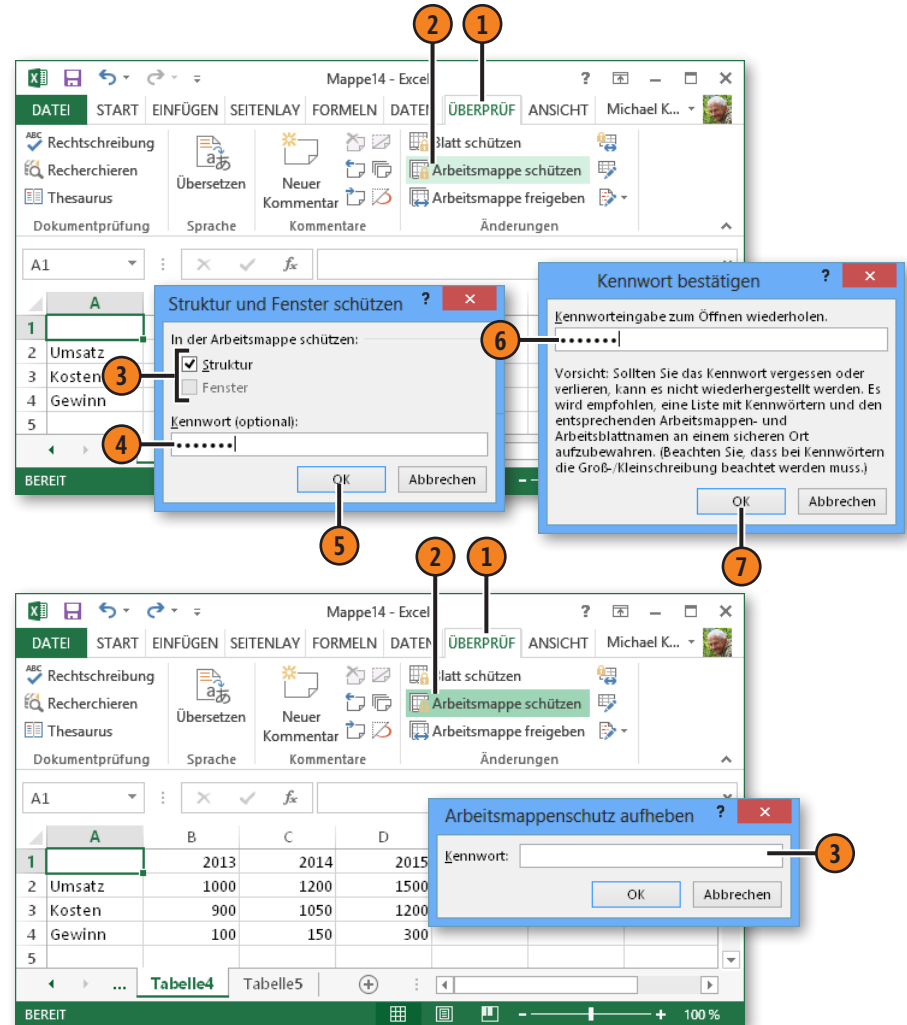 2 1
Mappe14 - Excel ?
DATEI START EINFÜGEN SEITENLAY FORMELN DATEN ÜBERPRÜF ANSICHT Michael K...
ABC Rechtschreibung
Recherchieren
Thesaurus
Dokumentprüfung
aあ
Übersetzen
Sprache
Neuer
Kommentar
Kommentare
Blatt schützen
Arbeitsmappe schützen
Arbeitsmappe freigeben
Änderungen
A1 fx
A
1
2 Umsatz
3 Kosten
4 Gewinn
5
BEREIT
Struktur und Fenster schützen ?
In der Arbeitsmappe schützen:
3
Struktur
Fenster
Kennwort (optional):
4 •••••••
OK Abbrechen
5
Kennwort bestätigen ?
Kennworteingabe zum Öffnen wiederholen.
6 •••••••
Vorsicht: Sollten Sie das Kennwort vergessen oder
verlieren, kann es nicht wiederhergestellt werden. Es
wird empfohlen, eine Liste mit Kennwörtern und den
entsprechenden Arbeitsmappen- und
Arbeitsblattnamen an einem sicheren Ort
aufzubewahren. (Beachten Sie, dass bei Kennwörtern
die Groß-/Kleinschreibung beachtet werden muss.)
OK Abbrechen
7
2 1
Mappe14 - Excel ?
DATEI START EINFÜGEN SEITENLAY FORMELN DATEN ÜBERPRÜF ANSICHT Michael K...
ABC Rechtschreibung
Recherchieren
Thesaurus
Dokumentprüfung
aあ
Übersetzen
Sprache
Neuer
Kommentar
Kommentare
Blatt schützen
Arbeitsmappe schützen
Arbeitsmappe freigeben
Änderungen
A1 fx
A B C D
1 2013 2014 2015
2 Umsatz 1000 1200 1500
3 Kosten 900 1050 1200
4 Gewinn 100 150 300
5
... Tabelle4 Tabelle5
BEREIT 100 %
Arbeitsmappenschutz aufheben ?
Kennwort: 3
OK Abbrechen